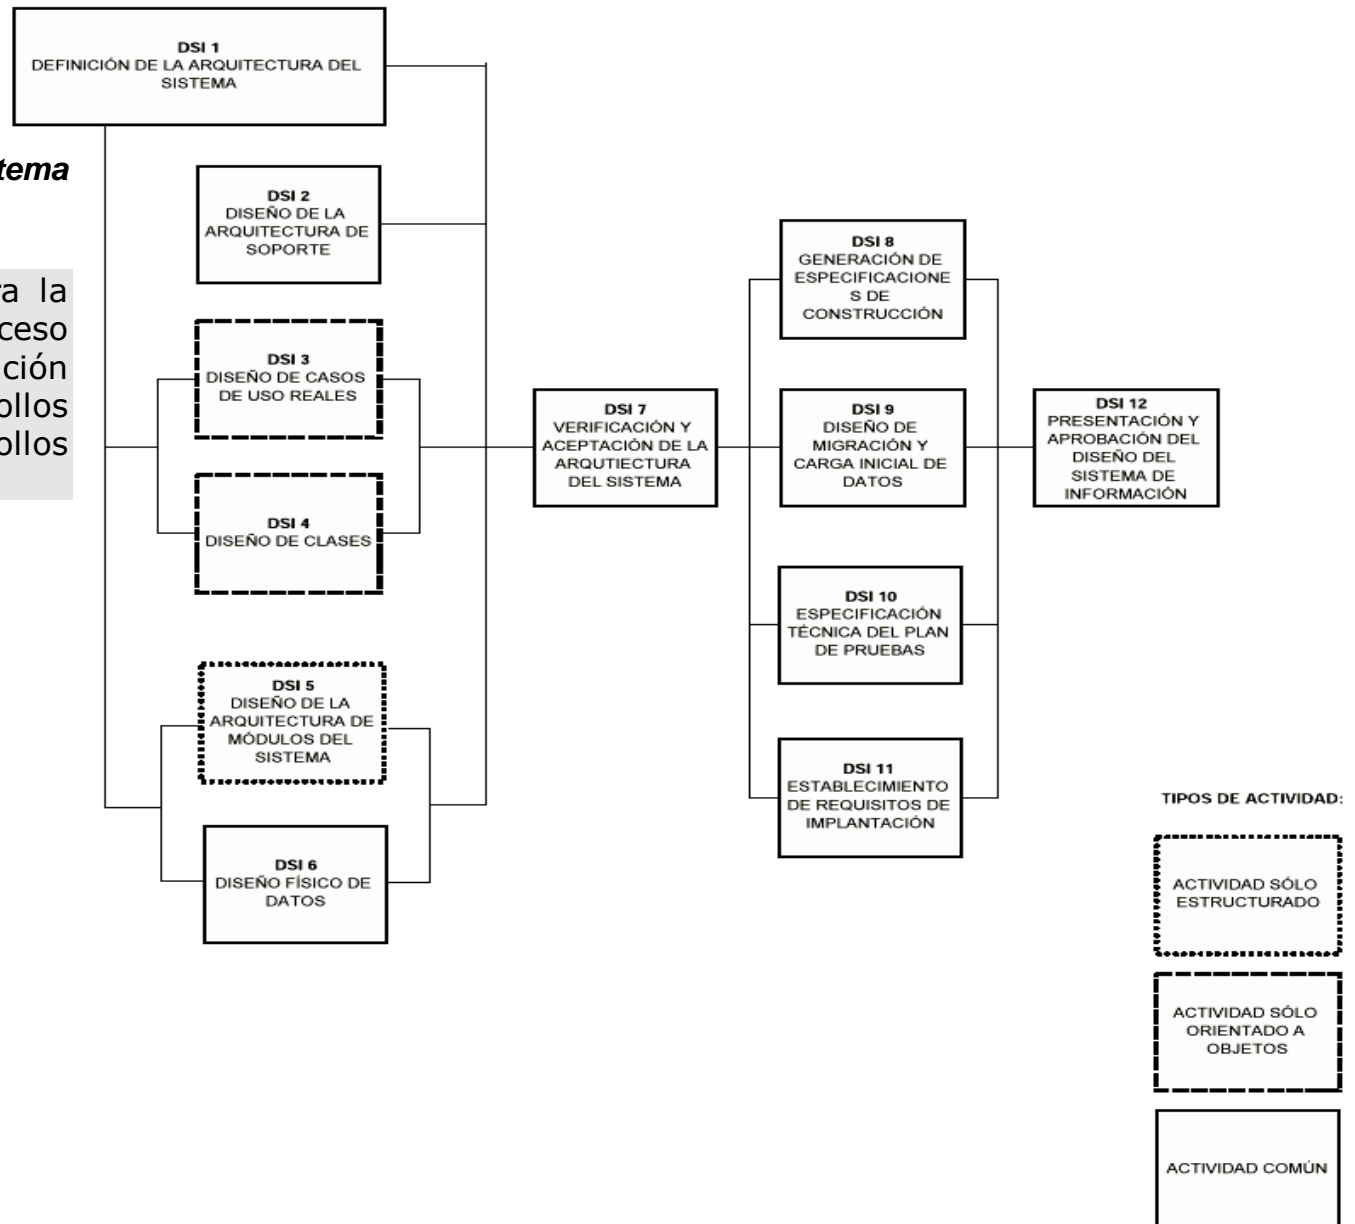 DSI 1
DEFINICIÓN DE LA ARQUITECTURA DEL
SISTEMA
tema
a la
ceso
ción
ollos
ollos
DSI 2
DISEÑO DE LA
ARQUITECTURA DE
SOPORTE
DSI 3
DISEÑO DE CASOS
DE USO REALES
DSI 4
DISEÑO DE CLASES
DSI 5
DISEÑO DE LA
ARQUITECTURA DE
MÓDULOS DEL
SISTEMA
DSI 6
DISEÑO FÍSICO DE
DATOS
DSI 7
VERIFICACIÓN Y
ACEPTACIÓN DE LA
ARQUTIECTURA
DEL SISTEMA
DSI 8
GENERACIÓN DE
ESPECIFICACIONE
S DE
CONSTRUCCIÓN
DSI 9
DISEÑO DE
MIGRACIÓN Y
CARGA INICIAL DE
DATOS
DSI 10
ESPECIFICACIÓN
TÉCNICA DEL PLAN
DE PRUEBAS
DSI 11
ESTABLECIMIENTO
DE REQUISITOS DE
IMPLANTACIÓN
DSI 12
PRESENTACIÓN Y
APROBACIÓN DEL
DISEÑO DEL
SISTEMA DE
INFORMACIÓN
TIPOS DE ACTIVIDAD:
ACTIVIDAD SÓLO
ESTRUCTURADO
ACTIVIDAD SÓLO
ORIENTADO A
OBJETOS
ACTIVIDAD COMÚN